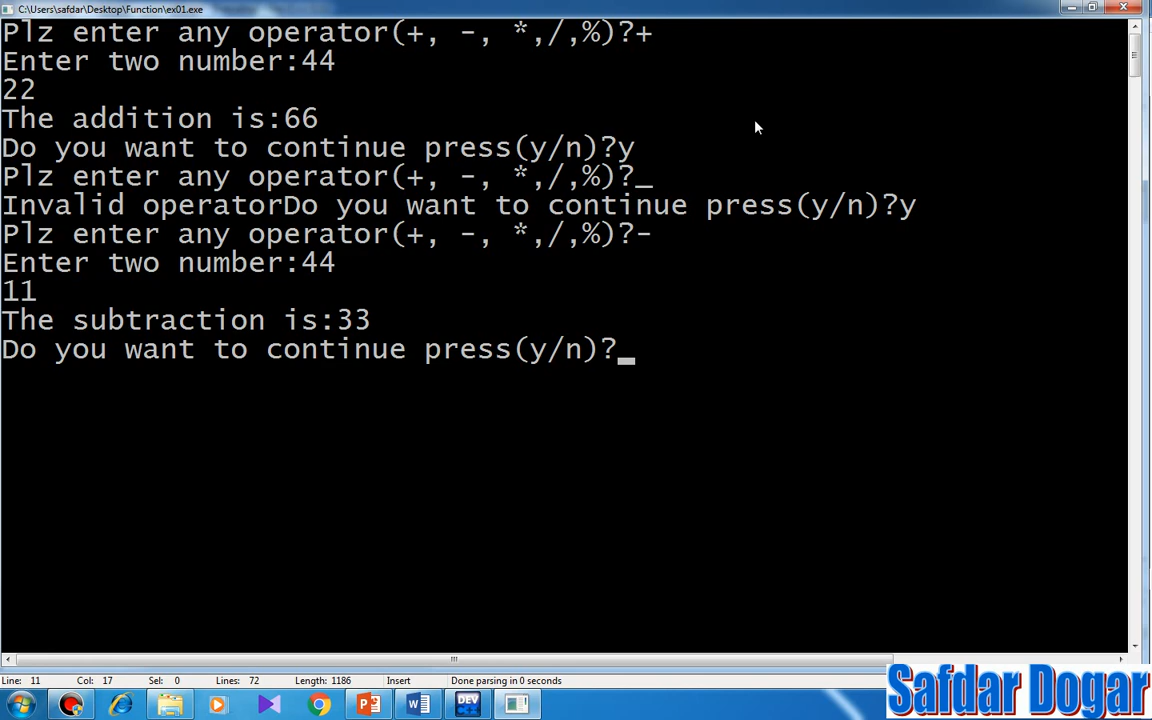 C:\Users\safdar\Desktop\Function\ex01.exe
Plz enter any operator(+, -, *,/,%)?+
Enter two number:44
22
The addition is:66
Do you want to continue press(y/n)?y
Plz enter any operator(+, -, *,/,%)?_
Invalid operatorDo you want to continue press(y/n)?y
Plz enter any operator(+, -, *,/,%)?-
Enter two number:44
11
The subtraction is:33
Do you want to continue press(y/n)?_
Line: 11 Col: 17 Sel: 0 Lines: 72 Length: 1186 Insert Done parsing in 0 seconds
DEV
Safdar Dogar